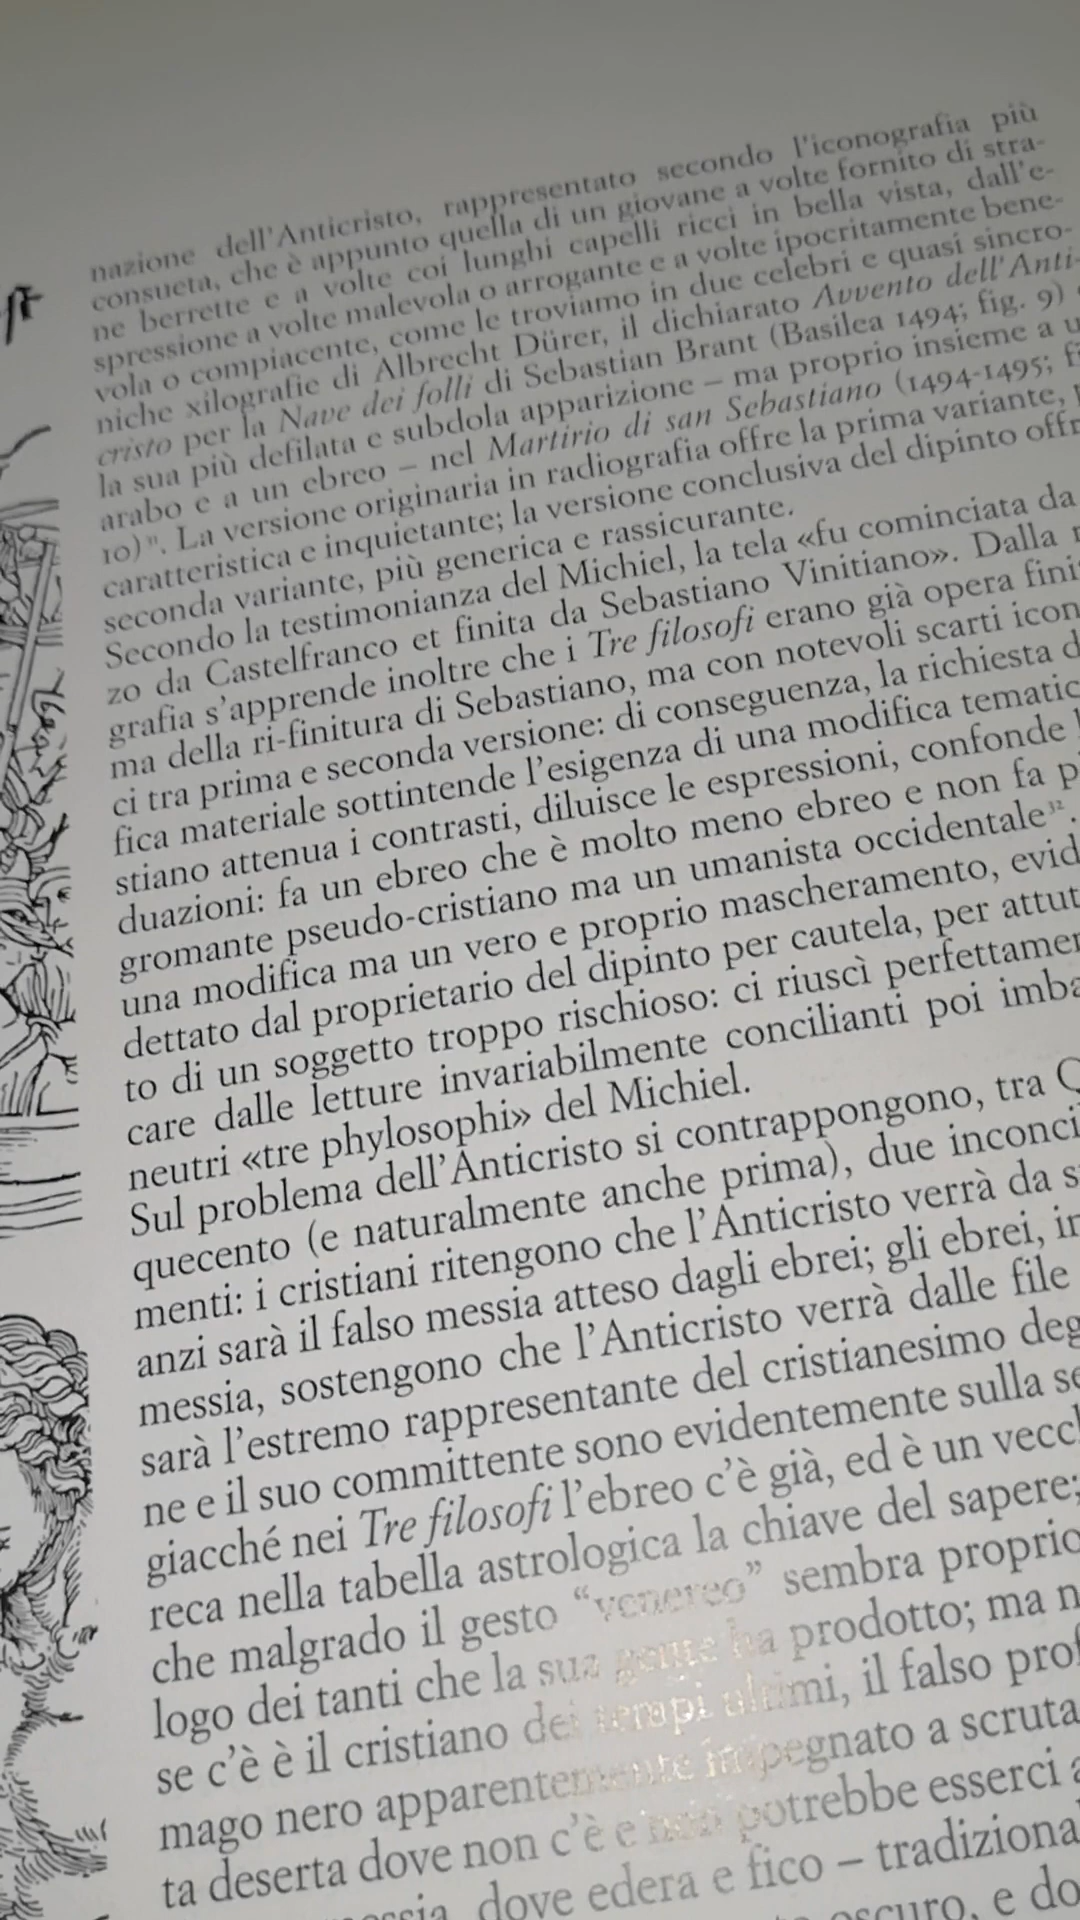 nazione dell'Anticristo, rappresentato secondo l'iconografia più
consueta, che è appunto quella di un giovane a volte fornito di stra-
ne berrette e a volte coi lunghi capelli ricci in bella vista, dall'e-
spressione a volte malevola o arrogante e a volte ipocritamente bene-
vola o compiacente, come le troviamo in due celebri e quasi sincro-
niche xilografie di Albrecht Dürer, il dichiarato Avvento dell'Anti-
cristo per la Nave dei folli di Sebastian Brant (Basilea 1494; fig. 9)
la sua più defilata e subdola apparizione – ma proprio insieme a u
arabo e a un ebreo – nel Martirio di san Sebastiano (1494-1495; f
10)³¹. La versione originaria in radiografia offre la prima variante,
caratteristica e inquietante; la versione conclusiva del dipinto offr
seconda variante, più generica e rassicurante.
Secondo la testimonianza del Michiel, la tela «fu cominciata da
zo da Castelfranco et finita da Sebastiano Vinitiano». Dalla
grafia s'apprende inoltre che i Tre filosofi erano già opera fini
ma della ri-finitura di Sebastiano, ma con notevoli scarti icon
ci tra prima e seconda versione: di conseguenza, la richiesta d
fica materiale sottintende l'esigenza di una modifica tematic
stiano attenua i contrasti, diluisce le espressioni, confonde
duazioni: fa un ebreo che è molto meno ebreo e non fa p
gromante pseudo-cristiano ma un umanista occidentale³².
una modifica ma un vero e proprio mascheramento, evid
dettato dal proprietario del dipinto per cautela, per attut
to di un soggetto troppo rischioso: ci riuscì perfettamen
care dalle letture invariabilmente concilianti poi imba
neutri «tre phylosophi» del Michiel.
Sul problema dell'Anticristo si contrappongono, tra Q
quecento (e naturalmente anche prima), due inconci
menti: i cristiani ritengono che l'Anticristo verrà da s
anzi sarà il falso messia atteso dagli ebrei; gli ebrei, in
messia, sostengono che l'Anticristo verrà dalle file
sarà l'estremo rappresentante del cristianesimo deg
ne e il suo committente sono evidentemente sulla se
giacché nei Tre filosofi l'ebreo c'è già, ed è un vecc
reca nella tabella astrologica la chiave del sapere;
che malgrado il gesto “venereo” sembra proprio
logo dei tanti che la sua gente ha prodotto; ma n
se c'è è il cristiano dei tempi ultimi, il falso prof
mago nero apparentemente impegnato a scruta
ta deserta dove non c'è e non potrebbe esserci a
dove edera e fico – tradiziona
oscuro, e do